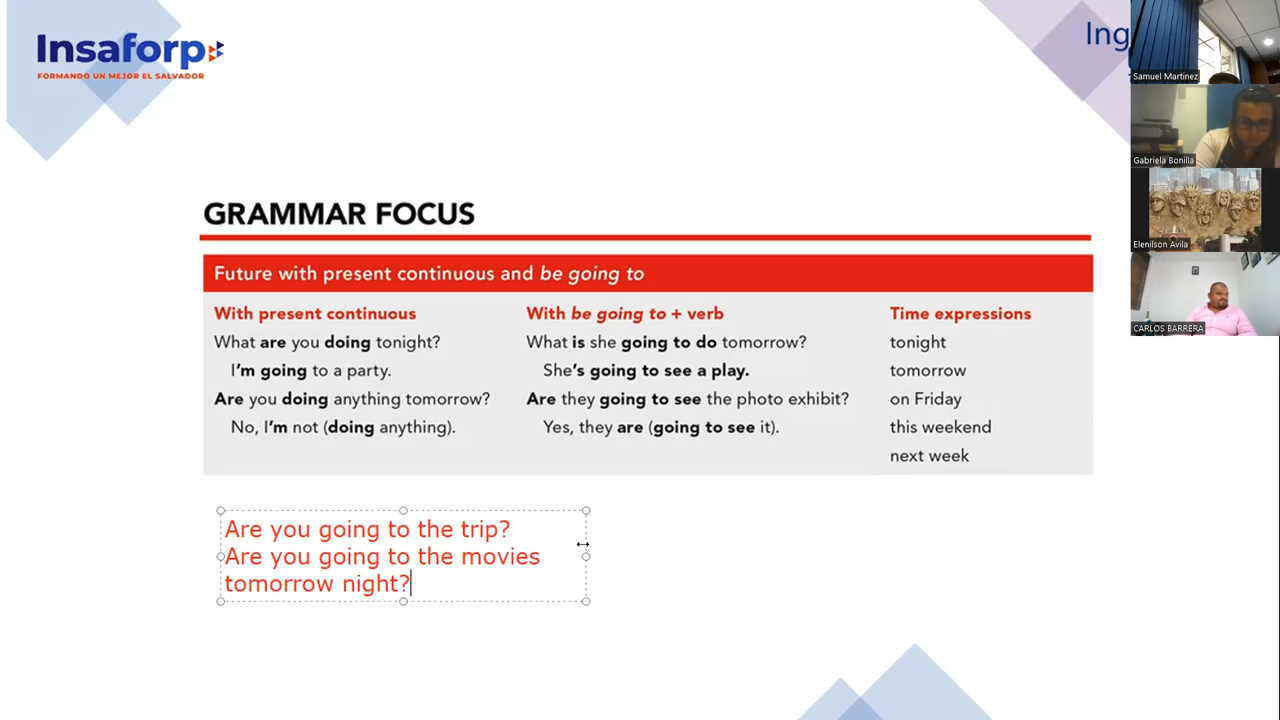 Insaforp
FORMANDO UN MEJOR EL SALVADOR
Ing
GRAMMAR FOCUS
Future with present continuous and be going to
With present continuous
What are you doing tonight?
I'm going to a party.
Are you doing anything tomorrow?
No, I'm not (doing anything).
With be going to + verb
What is she going to do tomorrow?
She's going to see a play.
Are they going to see the photo exhibit?
Yes, they are (going to see it).
Time expressions
tonight
tomorrow
on Friday
this weekend
next week
Are you going to the trip?
Are you going to the movies
tomorrow night?
Samuel Martinez
Gabriela Bonilla
Elenilson Avila
CARLOS BARRERA